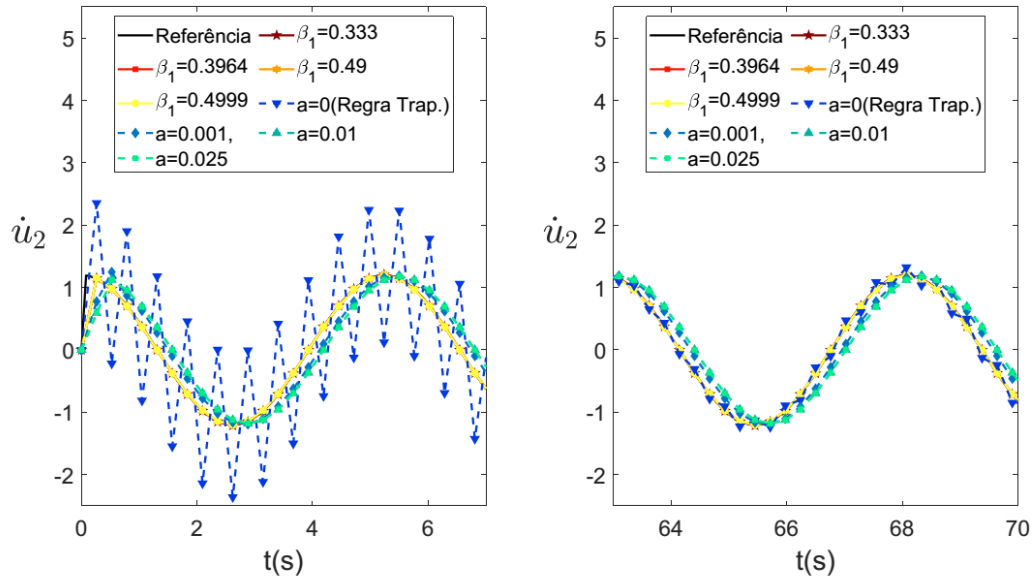 5
4
3
2
1
0
-1
-2
u̇₂
0 2 4 6
t(s)
Referência β₁=0.333
β₁=0.3964 β₁=0.49
β₁=0.4999 a=0(Regra Trap.)
a=0.001, a=0.01
a=0.025
5
4
3
2
1
0
-1
-2
u̇₂
64 66 68 70
t(s)
Referência β₁=0.333
β₁=0.3964 β₁=0.49
β₁=0.4999 a=0(Regra Trap.)
a=0.001, a=0.01
a=0.025